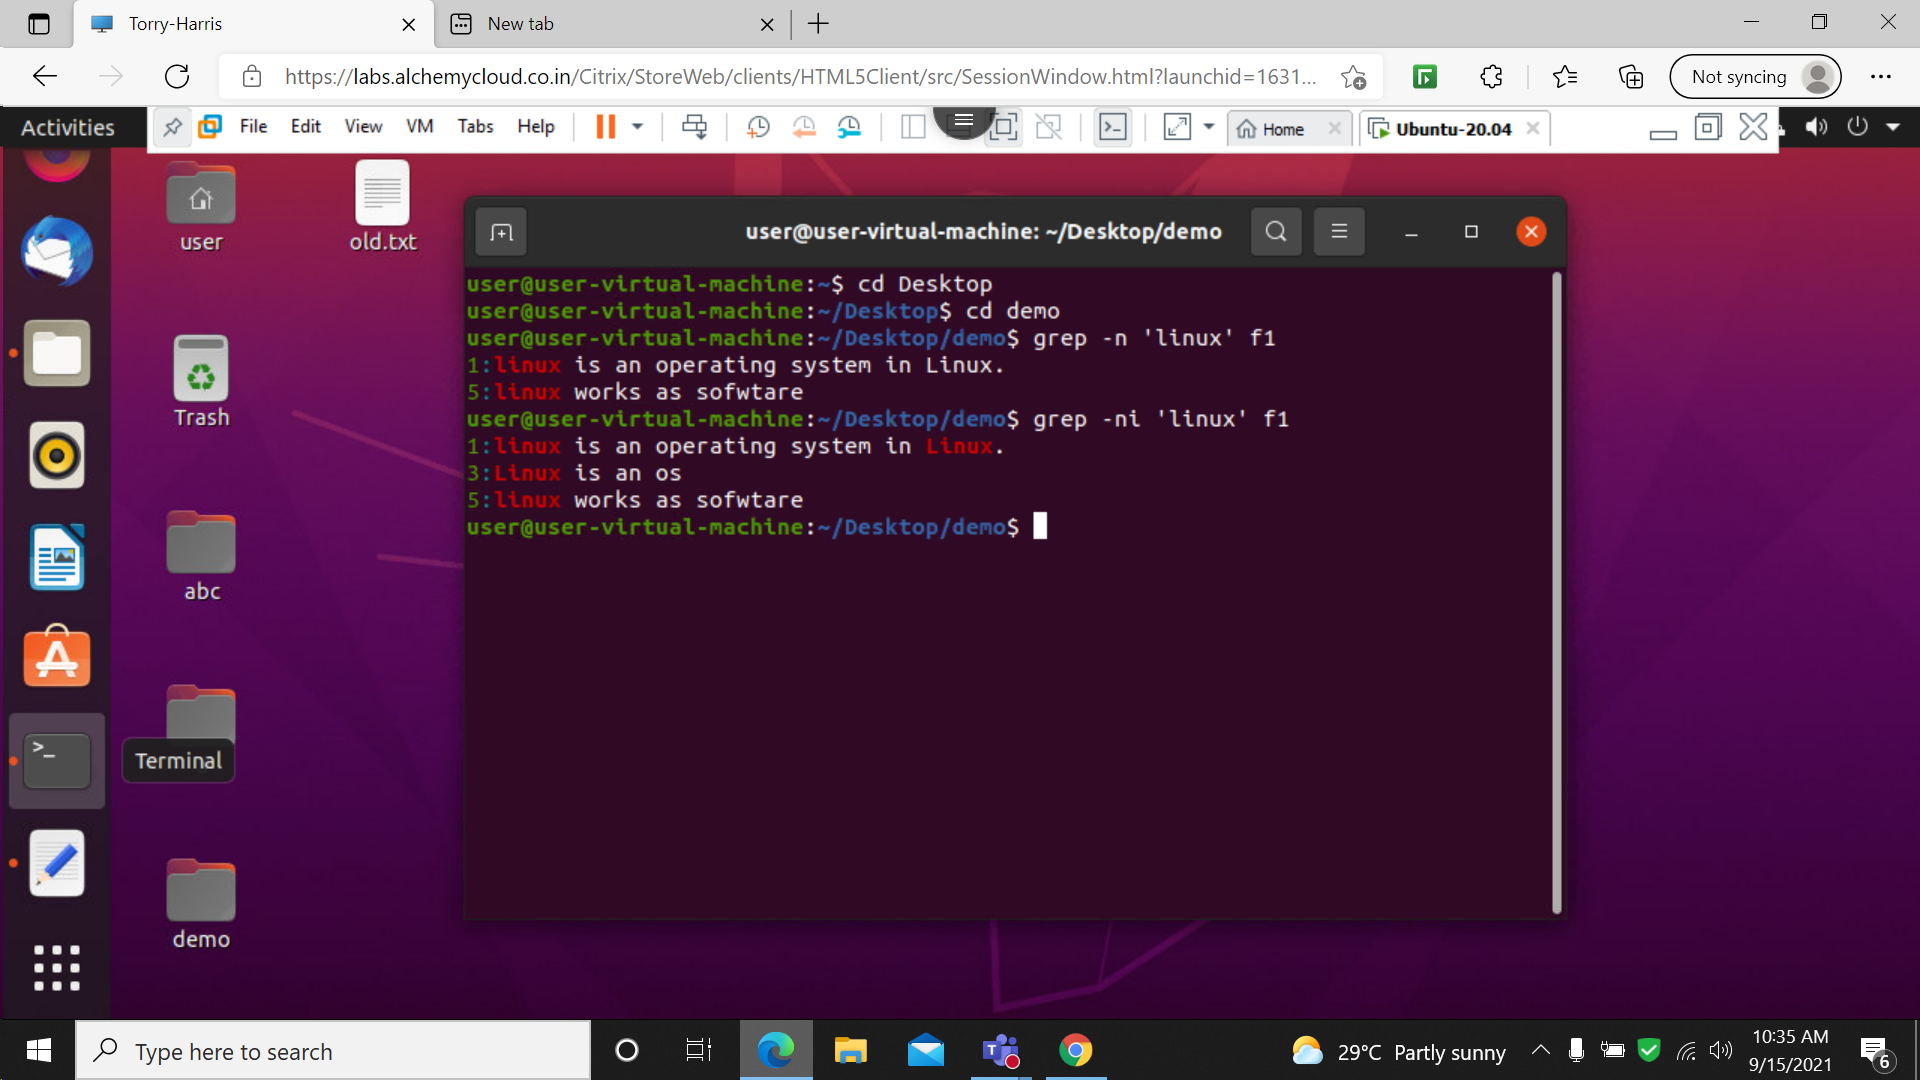 Torry-Harris
New tab
https://labs.alchemycloud.co.in/Citrix/StoreWeb/clients/HTML5Client/src/SessionWindow.html?launchid=1631...
Not syncing
Activities
File Edit View VM Tabs Help
Home
Ubuntu-20.04
user
old.txt
Trash
abc
Terminal
demo
user@user-virtual-machine: ~/Desktop/demo
user@user-virtual-machine:~$ cd Desktop
user@user-virtual-machine:~/Desktop$ cd demo
user@user-virtual-machine:~/Desktop/demo$ grep -n 'linux' f1
1:linux is an operating system in Linux.
5:linux works as sofwtare
user@user-virtual-machine:~/Desktop/demo$ grep -ni 'linux' f1
1:linux is an operating system in Linux.
3:Linux is an os
5:linux works as sofwtare
user@user-virtual-machine:~/Desktop/demo$
Type here to search
29°C Partly sunny
10:35 AM
9/15/2021
6